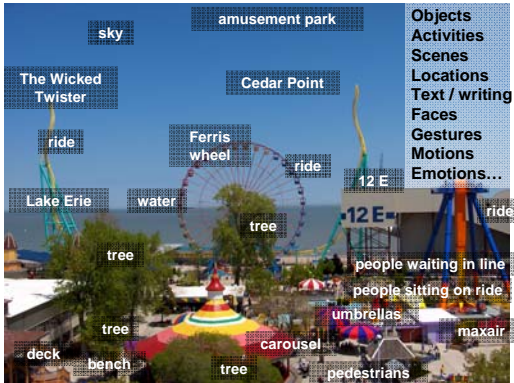 sky
amusement park
Objects
Activities
Scenes
Locations
Text / writing
Faces
Gestures
Motions
Emotions…
The Wicked
Twister
Cedar Point
ride
Ferris
wheel
ride
12 E
Lake Erie
water
12 E
ride
tree
tree
people waiting in line
people sitting on ride
umbrellas
tree
maxair
carousel
deck
bench
tree
pedestrians